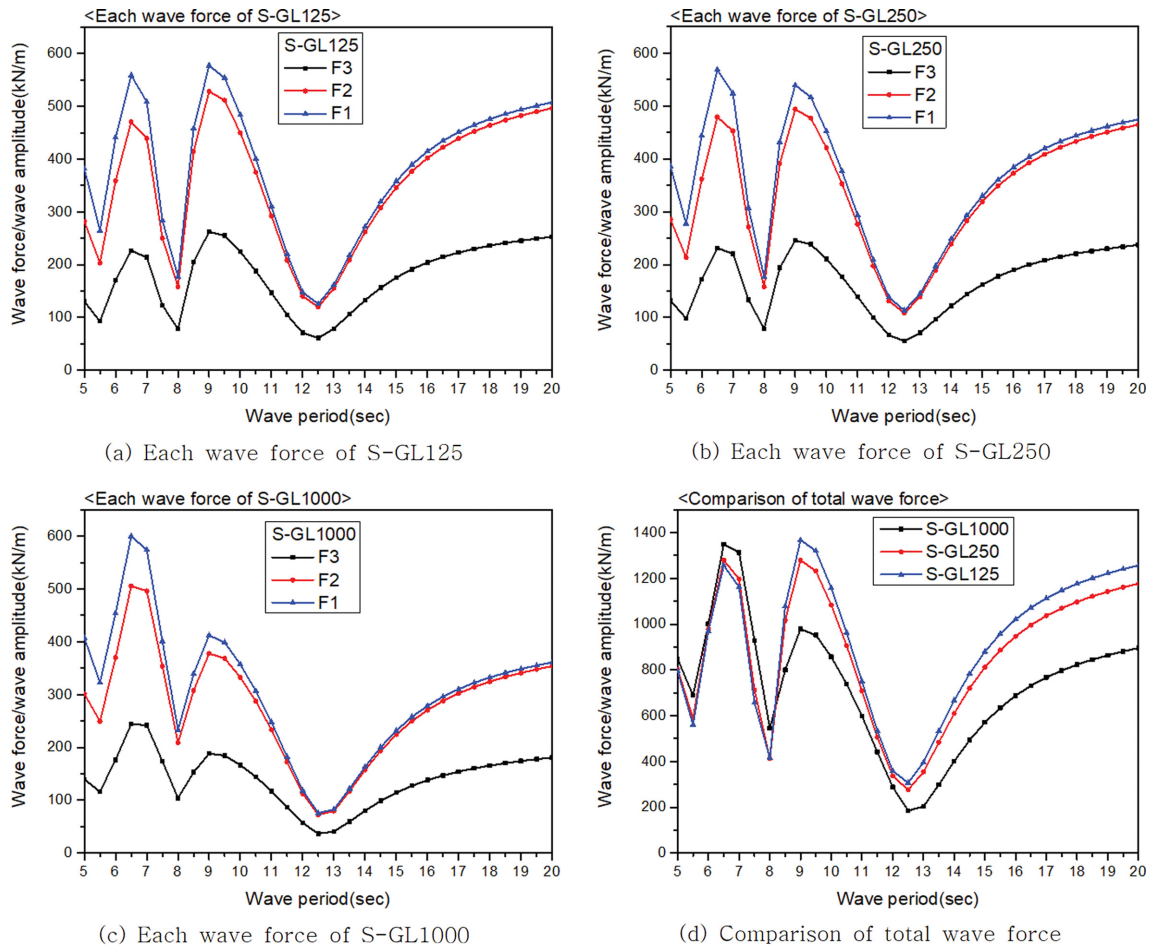 <Each wave force of S-GL125>
Wave force/wave amplitude(kN/m)
600
500
400
300
200
100
0
S-GL125
F3
F2
F1
5 6 7 8 9 10 11 12 13 14 15 16 17 18 19 20
Wave period(sec)
(a) Each wave force of S-GL125
<Each wave force of S-GL250>
Wave force/wave amplitude(kN/m)
600
500
400
300
200
100
0
S-GL250
F3
F2
F1
5 6 7 8 9 10 11 12 13 14 15 16 17 18 19 20
Wave period(sec)
(b) Each wave force of S-GL250
<Each wave force of S-GL1000>
Wave force/wave amplitude(kN/m)
600
500
400
300
200
100
0
S-GL1000
F3
F2
F1
5 6 7 8 9 10 11 12 13 14 15 16 17 18 19 20
Wave period(sec)
(c) Each wave force of S-GL1000
<Comparison of total wave force>
Wave force/wave amplitude(kN/m)
1400
1200
1000
800
600
400
200
0
S-GL1000
S-GL250
S-GL125
5 6 7 8 9 10 11 12 13 14 15 16 17 18 19 20
Wave period(sec)
(d) Comparison of total wave force